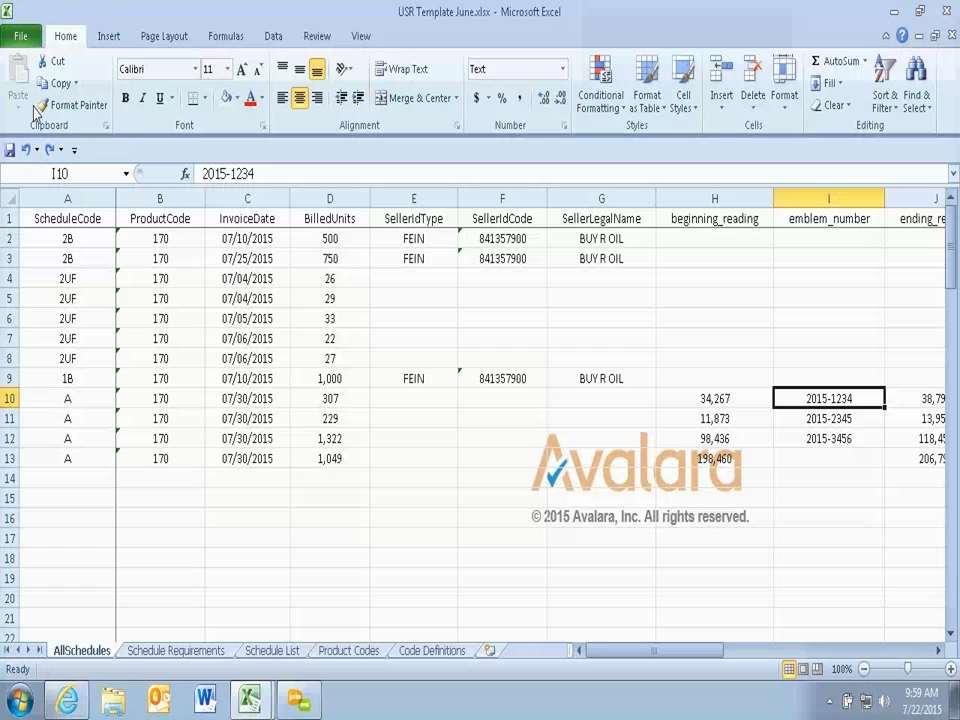 USR Template June.xlsx - Microsoft Excel
File Home Insert Page Layout Formulas Data Review View
Paste Cut Copy Format Painter
Calibri 11
B I U A
Wrap Text
Merge & Center
Text
$ % ,
Conditional Formatting Format as Table Cell Styles
Insert Delete Format
Σ AutoSum Fill Clear Sort & Filter Find & Select
Clipboard Font Alignment Number Styles Cells Editing
I10 fx 2015-1234
A B C D E F G H I J
1 ScheduleCode ProductCode InvoiceDate BilledUnits SellerIdType SellerIdCode SellerLegalName beginning_reading emblem_number ending_re
2 2B 170 07/10/2015 500 FEIN 841357900 BUY R OIL
3 2B 170 07/25/2015 750 FEIN 841357900 BUY R OIL
4 2UF 170 07/04/2015 26
5 2UF 170 07/04/2015 29
6 2UF 170 07/05/2015 33
7 2UF 170 07/06/2015 22
8 2UF 170 07/06/2015 27
9 1B 170 07/10/2015 1,000 FEIN 841357900 BUY R OIL
10 A 170 07/30/2015 307 34,267 2015-1234 38,79
11 A 170 07/30/2015 229 11,873 2015-2345 13,95
12 A 170 07/30/2015 1,322 98,436 2015-3456 118,45
13 A 170 07/30/2015 1,049 198,460 206,79
Avalara
14
15
16 © 2015 Avalara, Inc. All rights reserved.
17
18
19
20
21
22
AllSchedules Schedule Requirements Schedule List Product Codes Code Definitions
Ready 100%
9:59 AM
7/22/2015